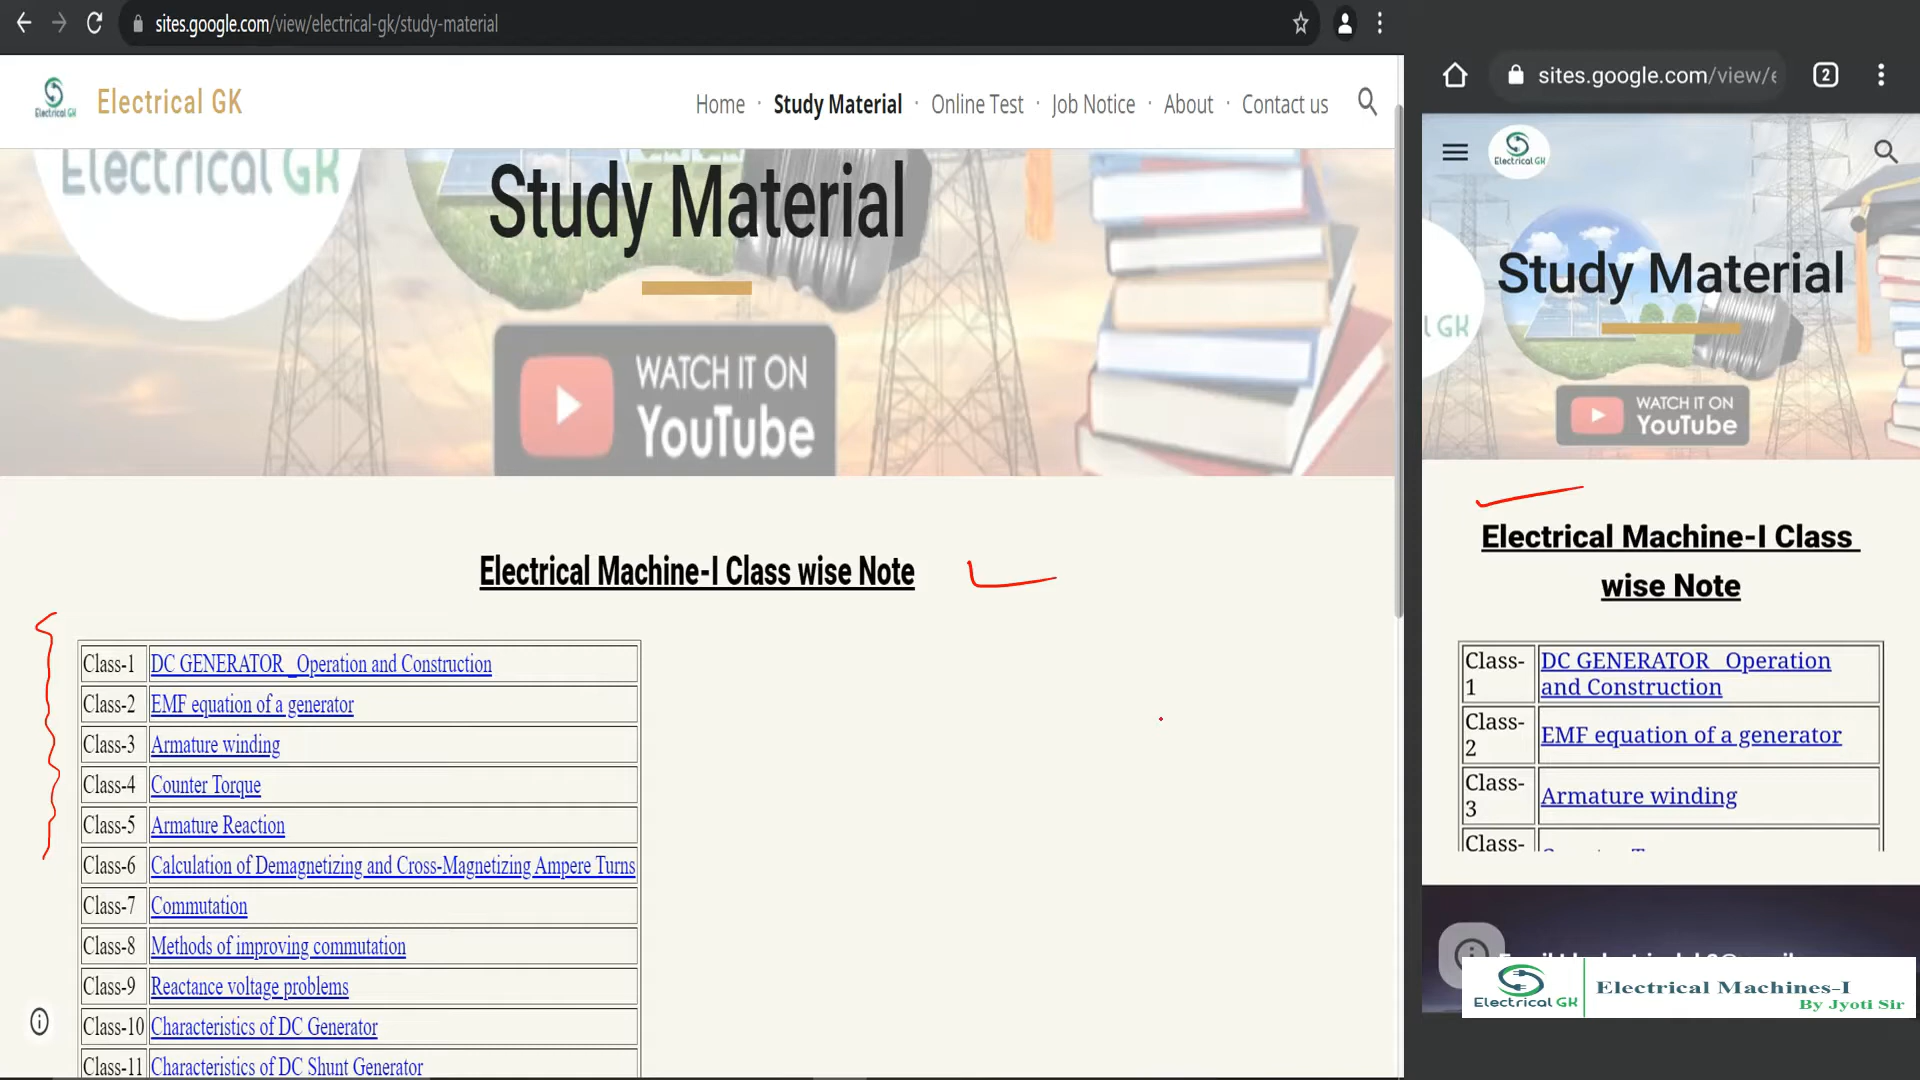 sites.google.com/view/electrical-gk/study-material
Electrical GK
Electrical GK
Home · Study Material · Online Test · Job Notice · About · Contact us
Electrical GK
Study Material
WATCH IT ON
YouTube
Electrical Machine-I Class wise Note
Class-1 DC GENERATOR _Operation and Construction
Class-2 EMF equation of a generator
Class-3 Armature winding
Class-4 Counter Torque
Class-5 Armature Reaction
Class-6 Calculation of Demagnetizing and Cross-Magnetizing Ampere Turns
Class-7 Commutation
Class-8 Methods of improving commutation
Class-9 Reactance voltage problems
Class-10 Characteristics of DC Generator
Class-11 Characteristics of DC Shunt Generator
sites.google.com/view/e
2
Electrical GK
Study Material
l GK
WATCH IT ON
YouTube
Electrical Machine-I Class
wise Note
Class-1 DC GENERATOR _Operation
and Construction
Class-2 EMF equation of a generator
Class-3 Armature winding
Class-
Electrical GK
Electrical Machines-I
By Jyoti Sir